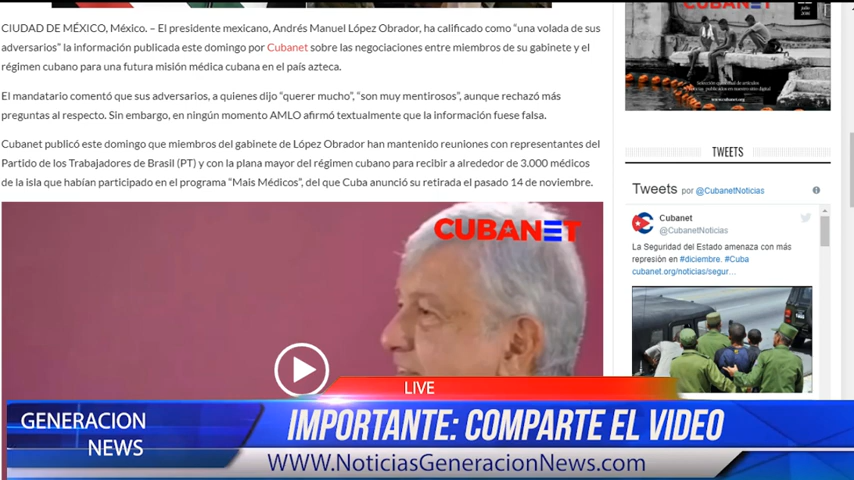 CIUDAD DE MÉXICO, México. – El presidente mexicano, Andrés Manuel López Obrador, ha calificado como "una volada de sus
adversarios" la información publicada este domingo por Cubanet sobre las negociaciones entre miembros de su gabinete y el
régimen cubano para una futura misión médica cubana en el país azteca.
El mandatario comentó que sus adversarios, a quienes dijo "querer mucho", "son muy mentirosos", aunque rechazó más
preguntas al respecto. Sin embargo, en ningún momento AMLO afirmó textualmente que la información fuese falsa.
Cubanet publicó este domingo que miembros del gabinete de López Obrador han mantenido reuniones con representantes del
Partido de los Trabajadores de Brasil (PT) y con la plana mayor del régimen cubano para recibir a alrededor de 3.000 médicos
de la isla que habían participado en el programa "Mais Médicos", del que Cuba anunció su retirada el pasado 14 de noviembre.
CUBANET
CUBANET
www.cubanet.org
TWEETS
Tweets por @CubanetNoticias
Cubanet
@CubanetNoticias
La Seguridad del Estado amenaza con más
represión en #diciembre. #Cuba
cubanet.org/noticias/segur…
LIVE
GENERACION
NEWS
IMPORTANTE: COMPARTE EL VIDEO
WWW.NoticiasGeneracionNews.com